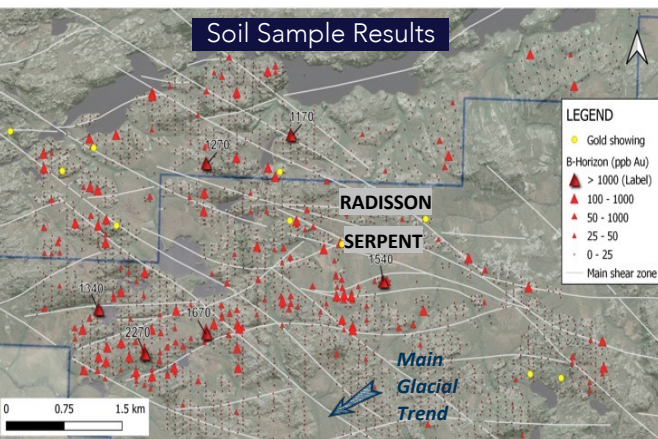 Soil Sample Results
1170
1270
RADISSON
SERPENT
1540
1340
1670
2270
Main
Glacial
Trend
LEGEND
Gold showing
B-Horizon (ppb Au)
> 1000 (Label)
100 - 1000
50 - 1000
25 - 50
0 - 25
Main shear zone
0 0.75 1.5 km